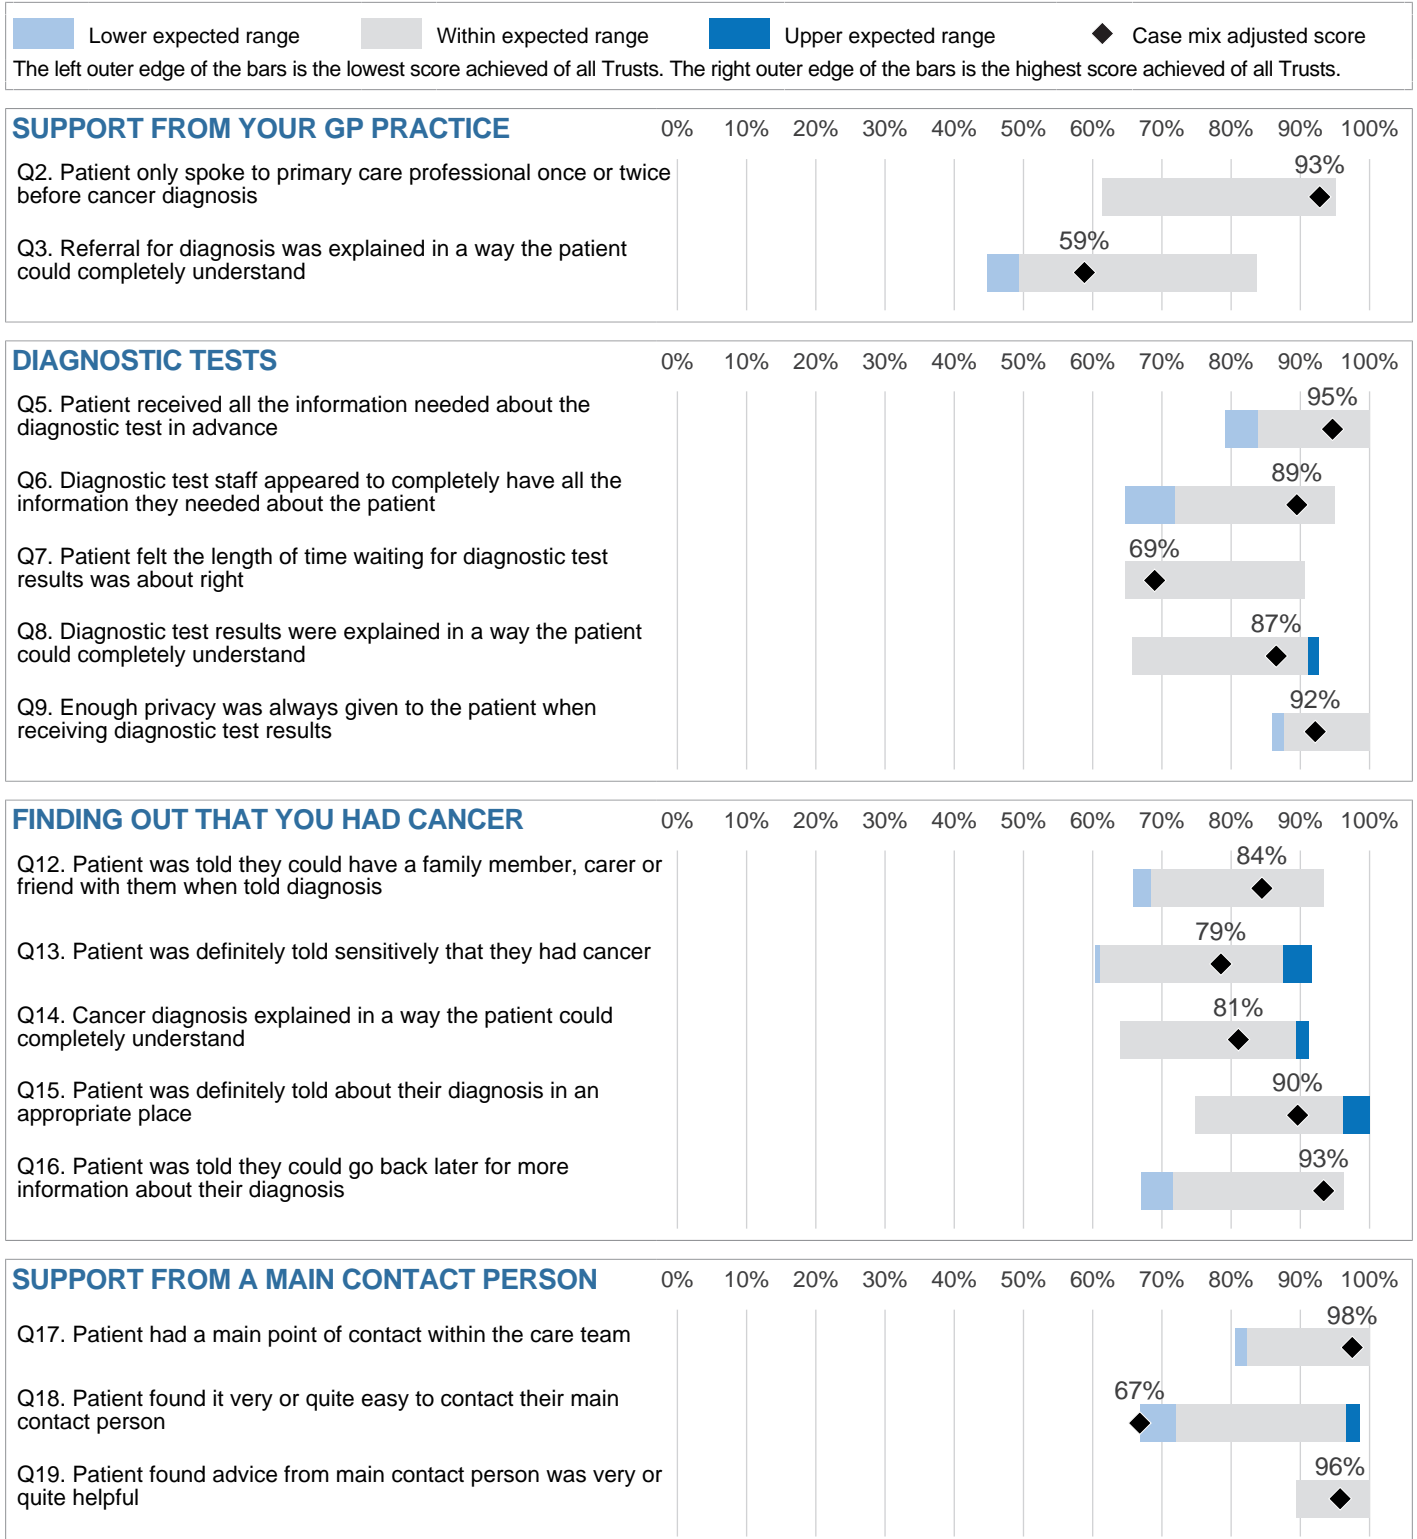 Lower expected range Within expected range Upper expected range Case mix adjusted score
The left outer edge of the bars is the lowest score achieved of all Trusts. The right outer edge of the bars is the highest score achieved of all Trusts.
SUPPORT FROM YOUR GP PRACTICE 0% 10% 20% 30% 40% 50% 60% 70% 80% 90% 100%
Q2. Patient only spoke to primary care professional once or twice
before cancer diagnosis
93%
Q3. Referral for diagnosis was explained in a way the patient
could completely understand
59%
DIAGNOSTIC TESTS 0% 10% 20% 30% 40% 50% 60% 70% 80% 90% 100%
Q5. Patient received all the information needed about the
diagnostic test in advance
95%
Q6. Diagnostic test staff appeared to completely have all the
information they needed about the patient
89%
Q7. Patient felt the length of time waiting for diagnostic test
results was about right
69%
Q8. Diagnostic test results were explained in a way the patient
could completely understand
87%
Q9. Enough privacy was always given to the patient when
receiving diagnostic test results
92%
FINDING OUT THAT YOU HAD CANCER 0% 10% 20% 30% 40% 50% 60% 70% 80% 90% 100%
Q12. Patient was told they could have a family member, carer or
friend with them when told diagnosis
84%
Q13. Patient was definitely told sensitively that they had cancer
79%
Q14. Cancer diagnosis explained in a way the patient could
completely understand
81%
Q15. Patient was definitely told about their diagnosis in an
appropriate place
90%
Q16. Patient was told they could go back later for more
information about their diagnosis
93%
SUPPORT FROM A MAIN CONTACT PERSON 0% 10% 20% 30% 40% 50% 60% 70% 80% 90% 100%
Q17. Patient had a main point of contact within the care team
98%
Q18. Patient found it very or quite easy to contact their main
contact person
67%
Q19. Patient found advice from main contact person was very or
quite helpful
96%